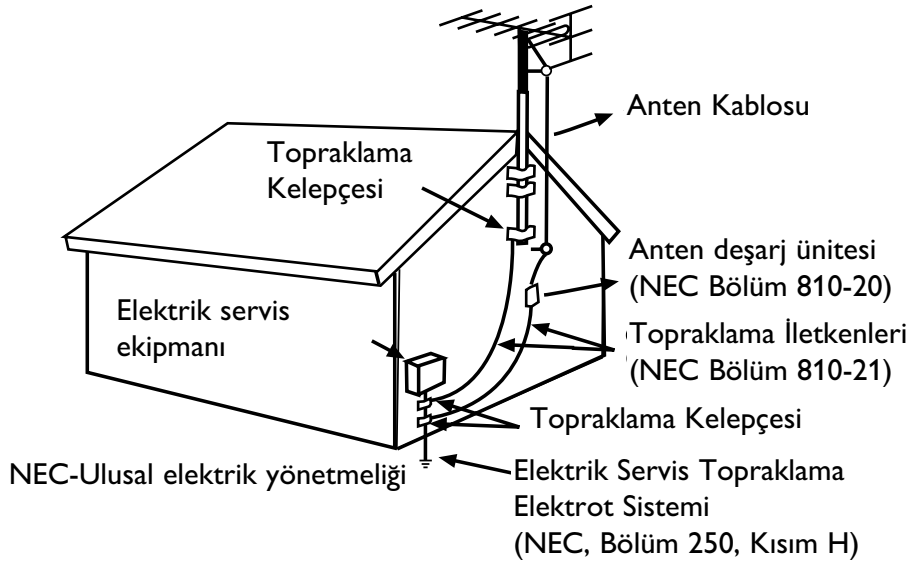 Anten Kablosu
Topraklama
Kelepçesi
Anten deşarj ünitesi
(NEC Bölüm 810-20)
Elektrik servis
ekipmanı
Topraklama İletkenleri
(NEC Bölüm 810-21)
Topraklama Kelepçesi
NEC-Ulusal elektrik yönetmeliği
Elektrik Servis Topraklama
Elektrot Sistemi
(NEC, Bölüm 250, Kısım H)